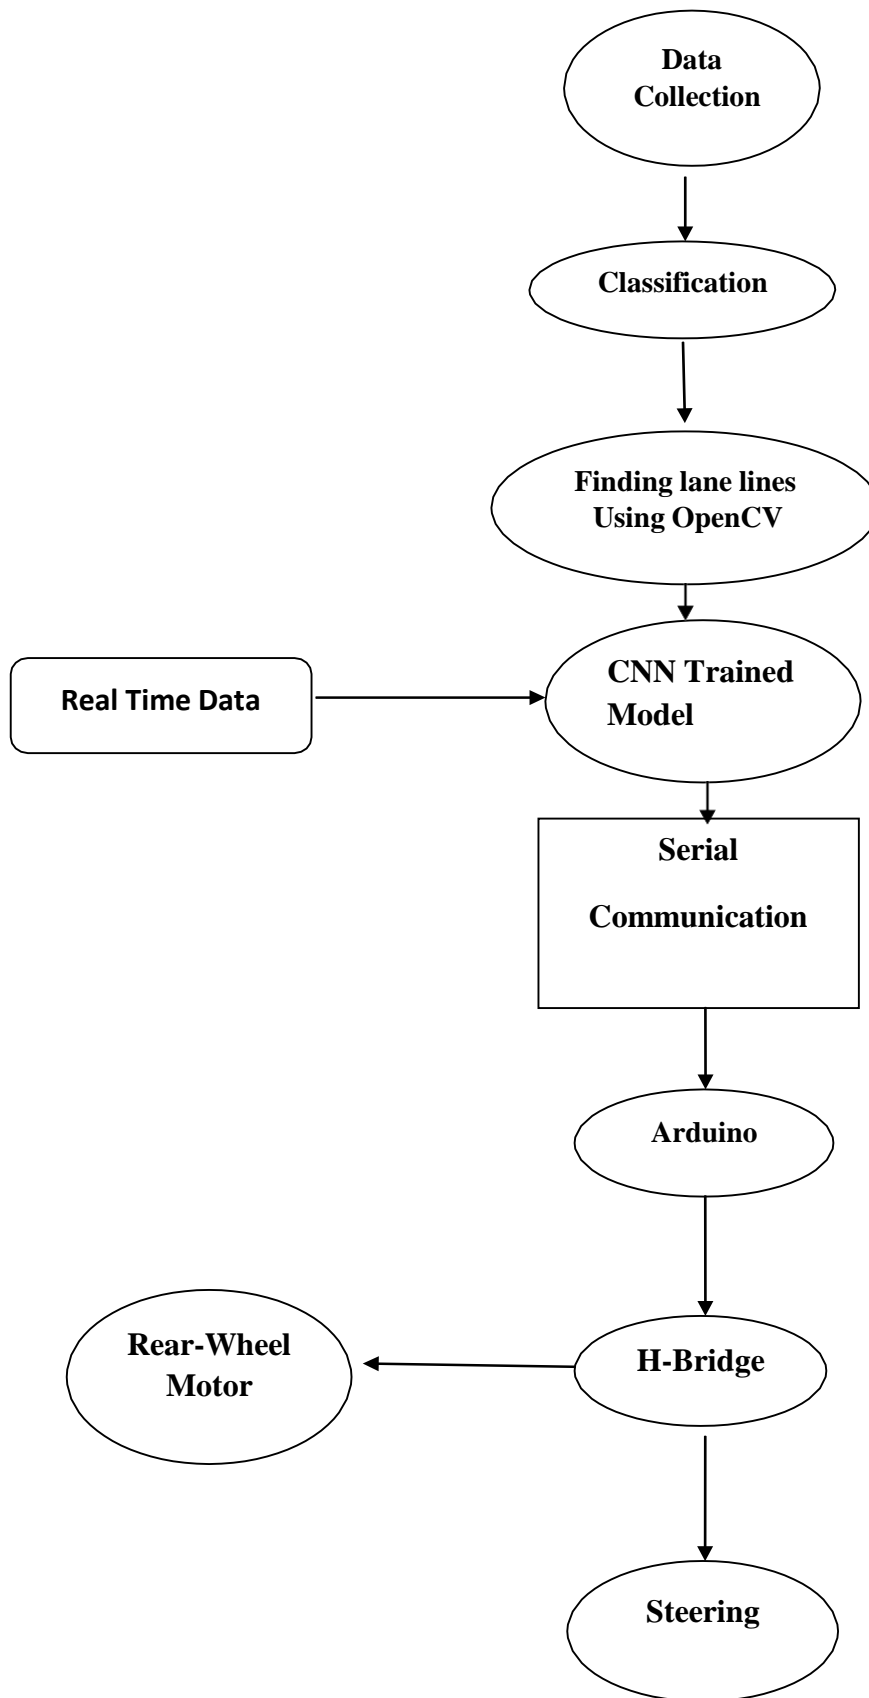 Data
Collection
Classification
Finding lane lines
Using OpenCV
Real Time Data
CNN Trained
Model
Serial
Communication
Arduino
Rear-Wheel
Motor
H-Bridge
Steering